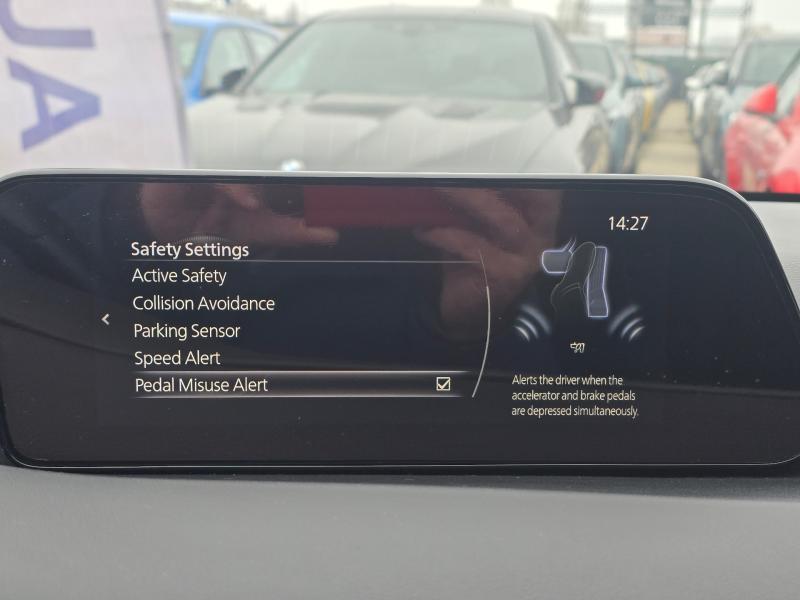 UA
14:27
Safety Settings
Active Safety
Collision Avoidance
Parking Sensor
Speed Alert
Pedal Misuse Alert
Alerts the driver when the
accelerator and brake pedals
are depressed simultaneously.